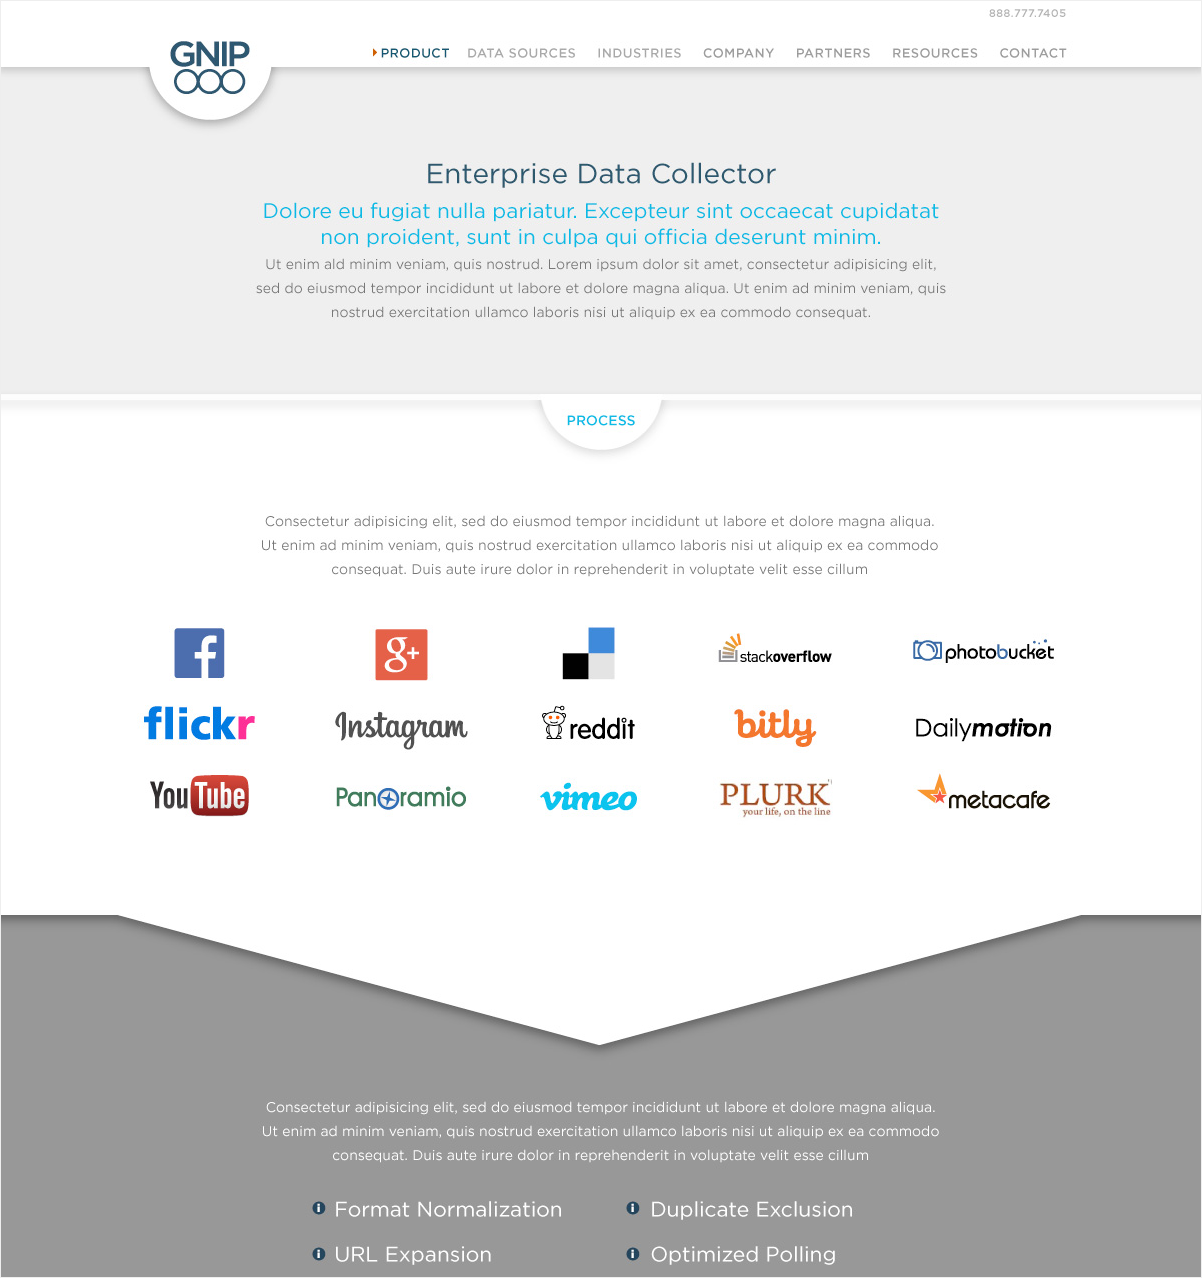 888.777.7405
GNIP
PRODUCT DATA SOURCES INDUSTRIES COMPANY PARTNERS RESOURCES CONTACT
Enterprise Data Collector
Dolore eu fugiat nulla pariatur. Excepteur sint occaecat cupidatat
non proident, sunt in culpa qui officia deserunt minim.
Ut enim ald minim veniam, quis nostrud. Lorem ipsum dolor sit amet, consectetur adipisicing elit,
sed do eiusmod tempor incididunt ut labore et dolore magna aliqua. Ut enim ad minim veniam, quis
nostrud exercitation ullamco laboris nisi ut aliquip ex ea commodo consequat.
PROCESS
Consectetur adipisicing elit, sed do eiusmod tempor incididunt ut labore et dolore magna aliqua.
Ut enim ad minim veniam, quis nostrud exercitation ullamco laboris nisi ut aliquip ex ea commodo
consequat. Duis aute irure dolor in reprehenderit in voluptate velit esse cillum
f g+ stackoverflow photobucket
flickr Instagram reddit bitly Dailymotion
YouTube Panoramio vimeo PLURK metacafe
your life, on the line
Consectetur adipisicing elit, sed do eiusmod tempor incididunt ut labore et dolore magna aliqua.
Ut enim ad minim veniam, quis nostrud exercitation ullamco laboris nisi ut aliquip ex ea commodo
consequat. Duis aute irure dolor in reprehenderit in voluptate velit esse cillum
Format Normalization Duplicate Exclusion
URL Expansion Optimized Polling